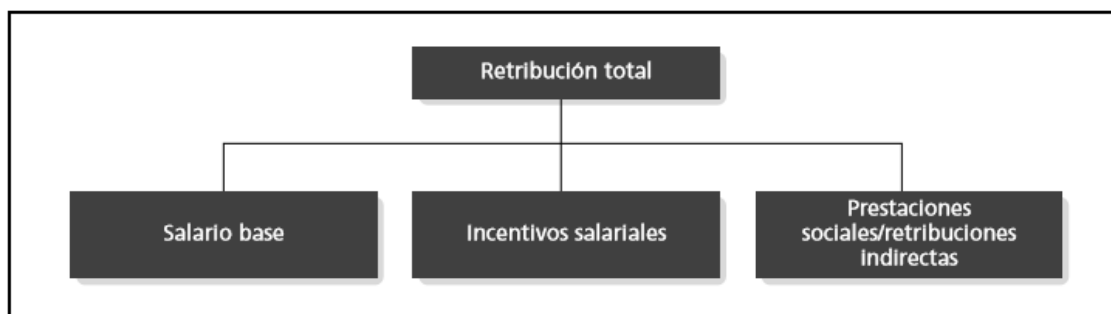 Retribución total
Salario base
Incentivos salariales
Prestaciones
sociales/retribuciones
indirectas